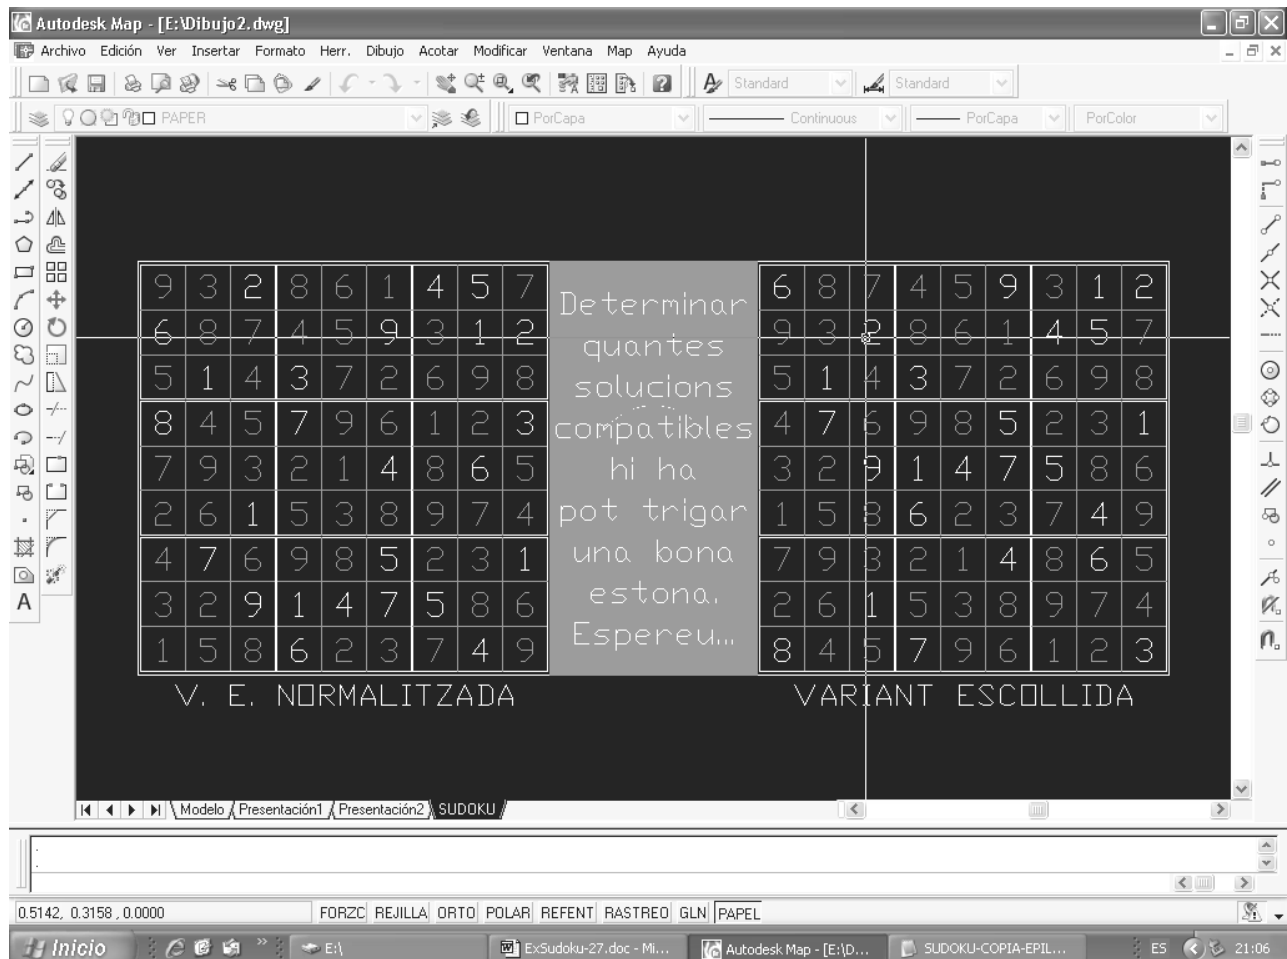 Autodesk Map - [E:\Dibujo2.dwg]
Archivo Edición Ver Insertar Formato Herr. Dibujo Acotar Modificar Ventana Map Ayuda
Standard Standard
PAPER PorCapa Continuous PorCapa PorColor
9 3 2 8 6 1 4 5 7
6 8 7 4 5 9 3 1 2
5 1 4 3 7 2 6 9 8
8 4 5 7 9 6 1 2 3
7 9 3 2 1 4 8 6 5
2 6 1 5 3 8 9 7 4
4 7 6 9 8 5 2 3 1
3 2 9 1 4 7 5 8 6
1 5 8 6 2 3 7 4 9
V. E. NORMALITZADA
Determinar
quantes
solucions
compatibles
hi ha
pot trigar
una bona
estona.
Espereu...
6 8 7 4 5 9 3 1 2
9 3 2 8 6 1 4 5 7
5 1 4 3 7 2 6 9 8
4 7 6 9 8 5 2 3 1
3 2 9 1 4 7 5 8 6
1 5 8 6 2 3 7 4 9
7 9 3 2 1 4 8 6 5
2 6 1 5 3 8 9 7 4
8 4 5 7 9 6 1 2 3
VARIANT ESCOLLIDA
Modelo Presentación1 Presentación2 SUDOKU
0.5142, 0.3158, 0.0000 FORZC REJILLA ORTO POLAR REFENT RASTREO GLN PAPEL
Inicio E:\ ExSudoku-27.doc - Mi... Autodesk Map - [E:\D... SUDOKU-COPIA-EPIL... ES 21:06